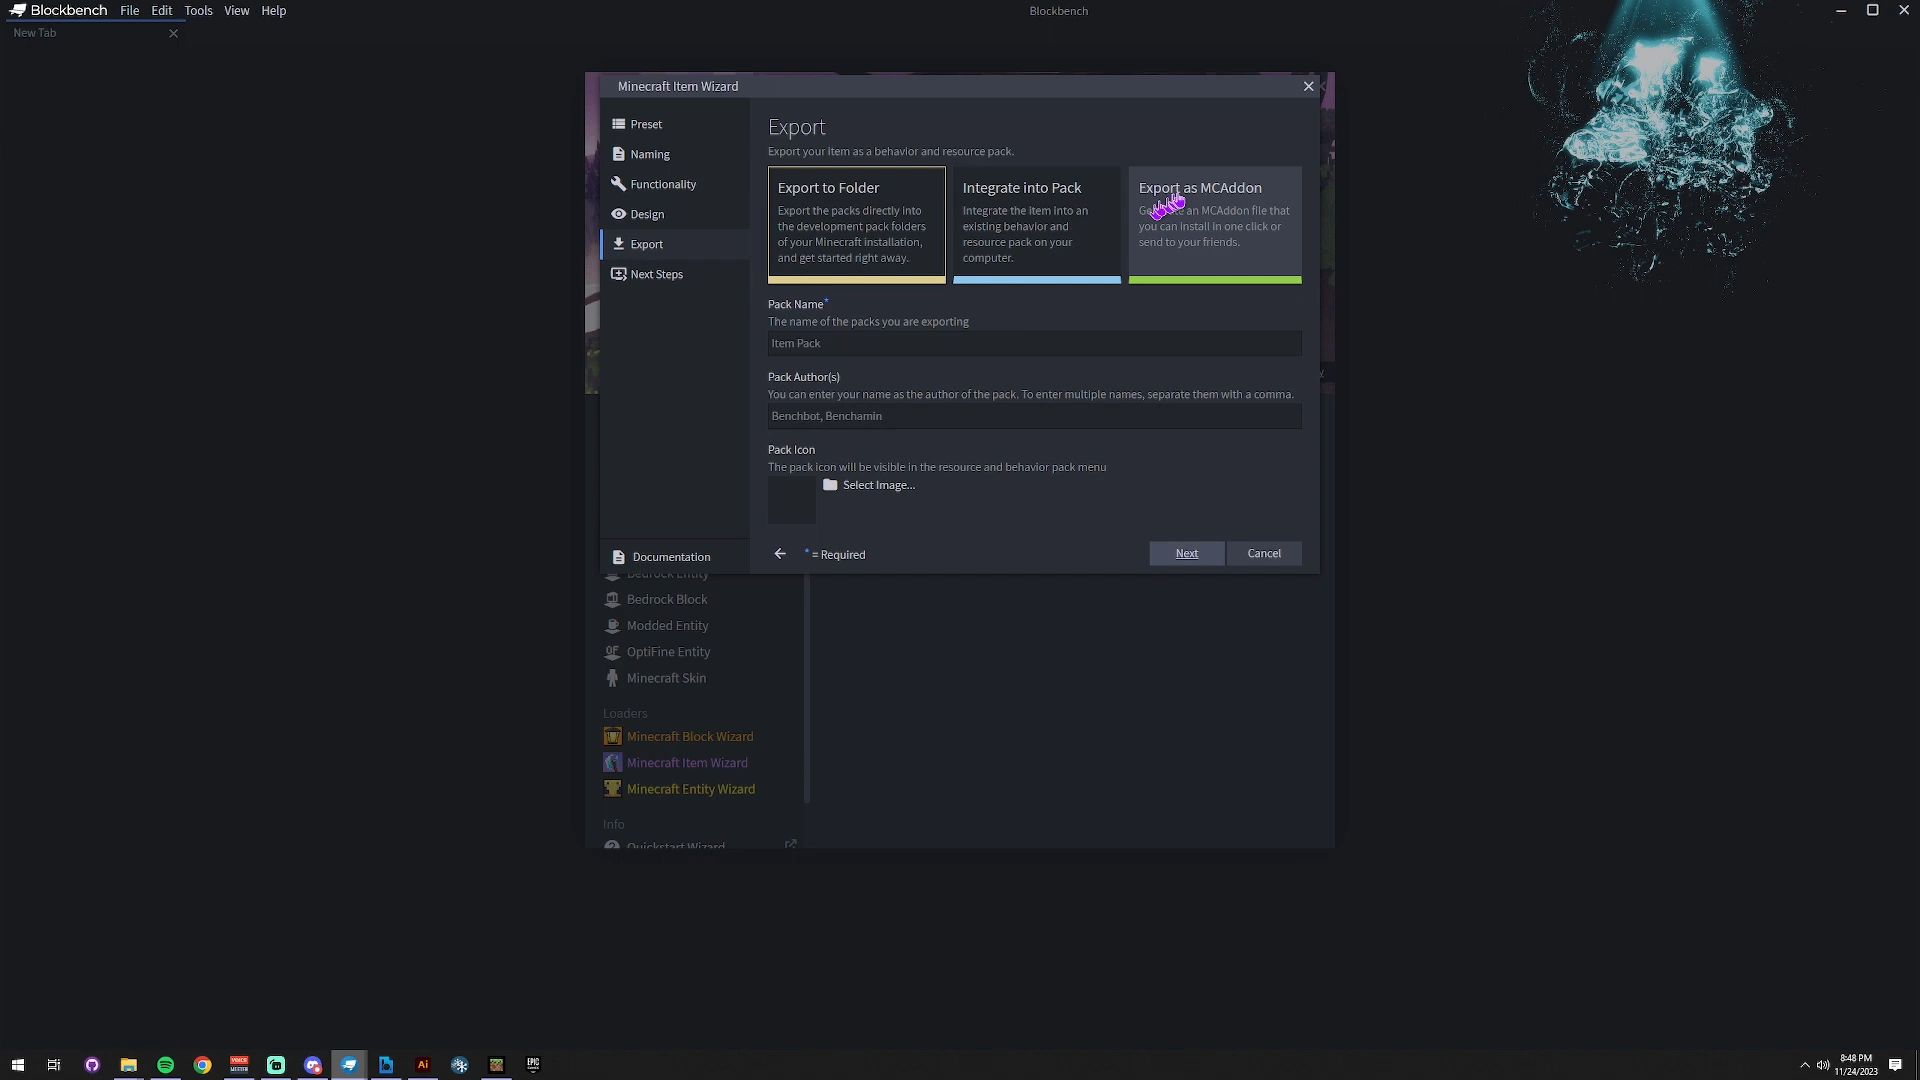 Blockbench File Edit Tools View Help
Blockbench
New Tab
Minecraft Item Wizard
Preset
Naming
Functionality
Design
Export
Next Steps
Documentation
Export
Export your item as a behavior and resource pack.
Export to Folder
Export the packs directly into
the development pack folders
of your Minecraft installation,
and get started right away.
Integrate into Pack
Integrate the item into an
existing behavior and
resource pack on your
computer.
Export as MCAddon
an MCAddon file that
you can install in one click or
send to your friends.
Pack Name*
The name of the packs you are exporting
Item Pack
Pack Author(s)
You can enter your name as the author of the pack. To enter multiple names, separate them with a comma.
Benchbot, Benchamin
Pack Icon
The pack icon will be visible in the resource and behavior pack menu
Select Image...
* = Required
Next
Cancel
Bedrock Entity
Bedrock Block
Modded Entity
OptiFine Entity
Minecraft Skin
Loaders
Minecraft Block Wizard
Minecraft Item Wizard
Minecraft Entity Wizard
Info
Quickstart Wizard
8:48 PM
11/24/2023